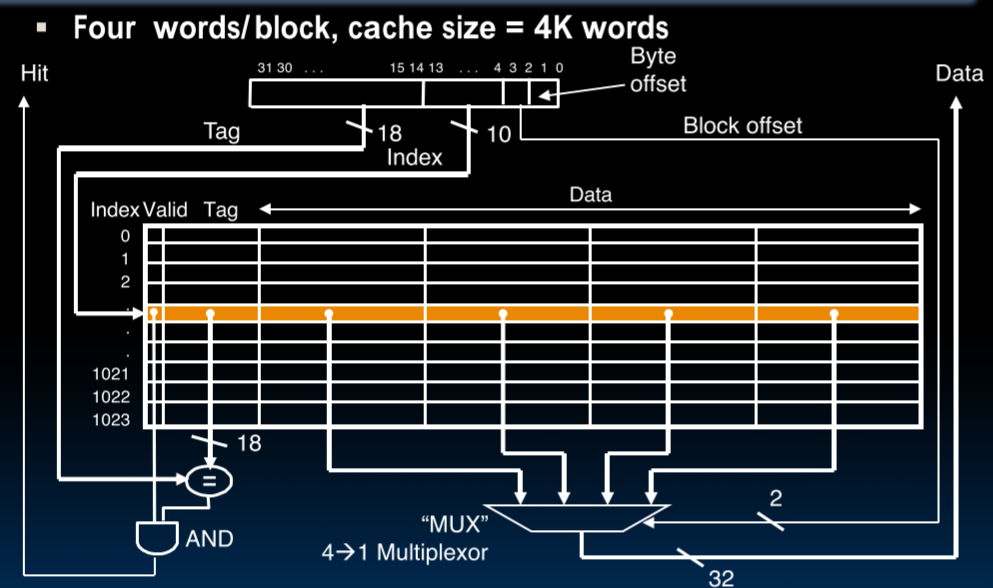 ▪ Four words/block, cache size = 4K words
Hit
31 30 . . . 15 14 13 . . . 4 3 2 1 0
Byte
offset
Data
Tag
18
10
Block offset
Index
Index Valid Tag
Data
0
1
2
.
.
.
1021
1022
1023
18
=
AND
“MUX”
4→1 Multiplexor
2
32